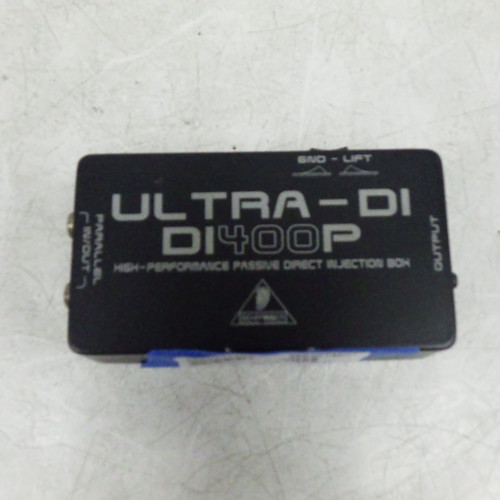 GND - LIFT
ULTRA-DI
DI400P
HIGH-PERFORMANCE PASSIVE DIRECT INJECTION BOX
PARALLEL
IN/OUT
OUTPUT